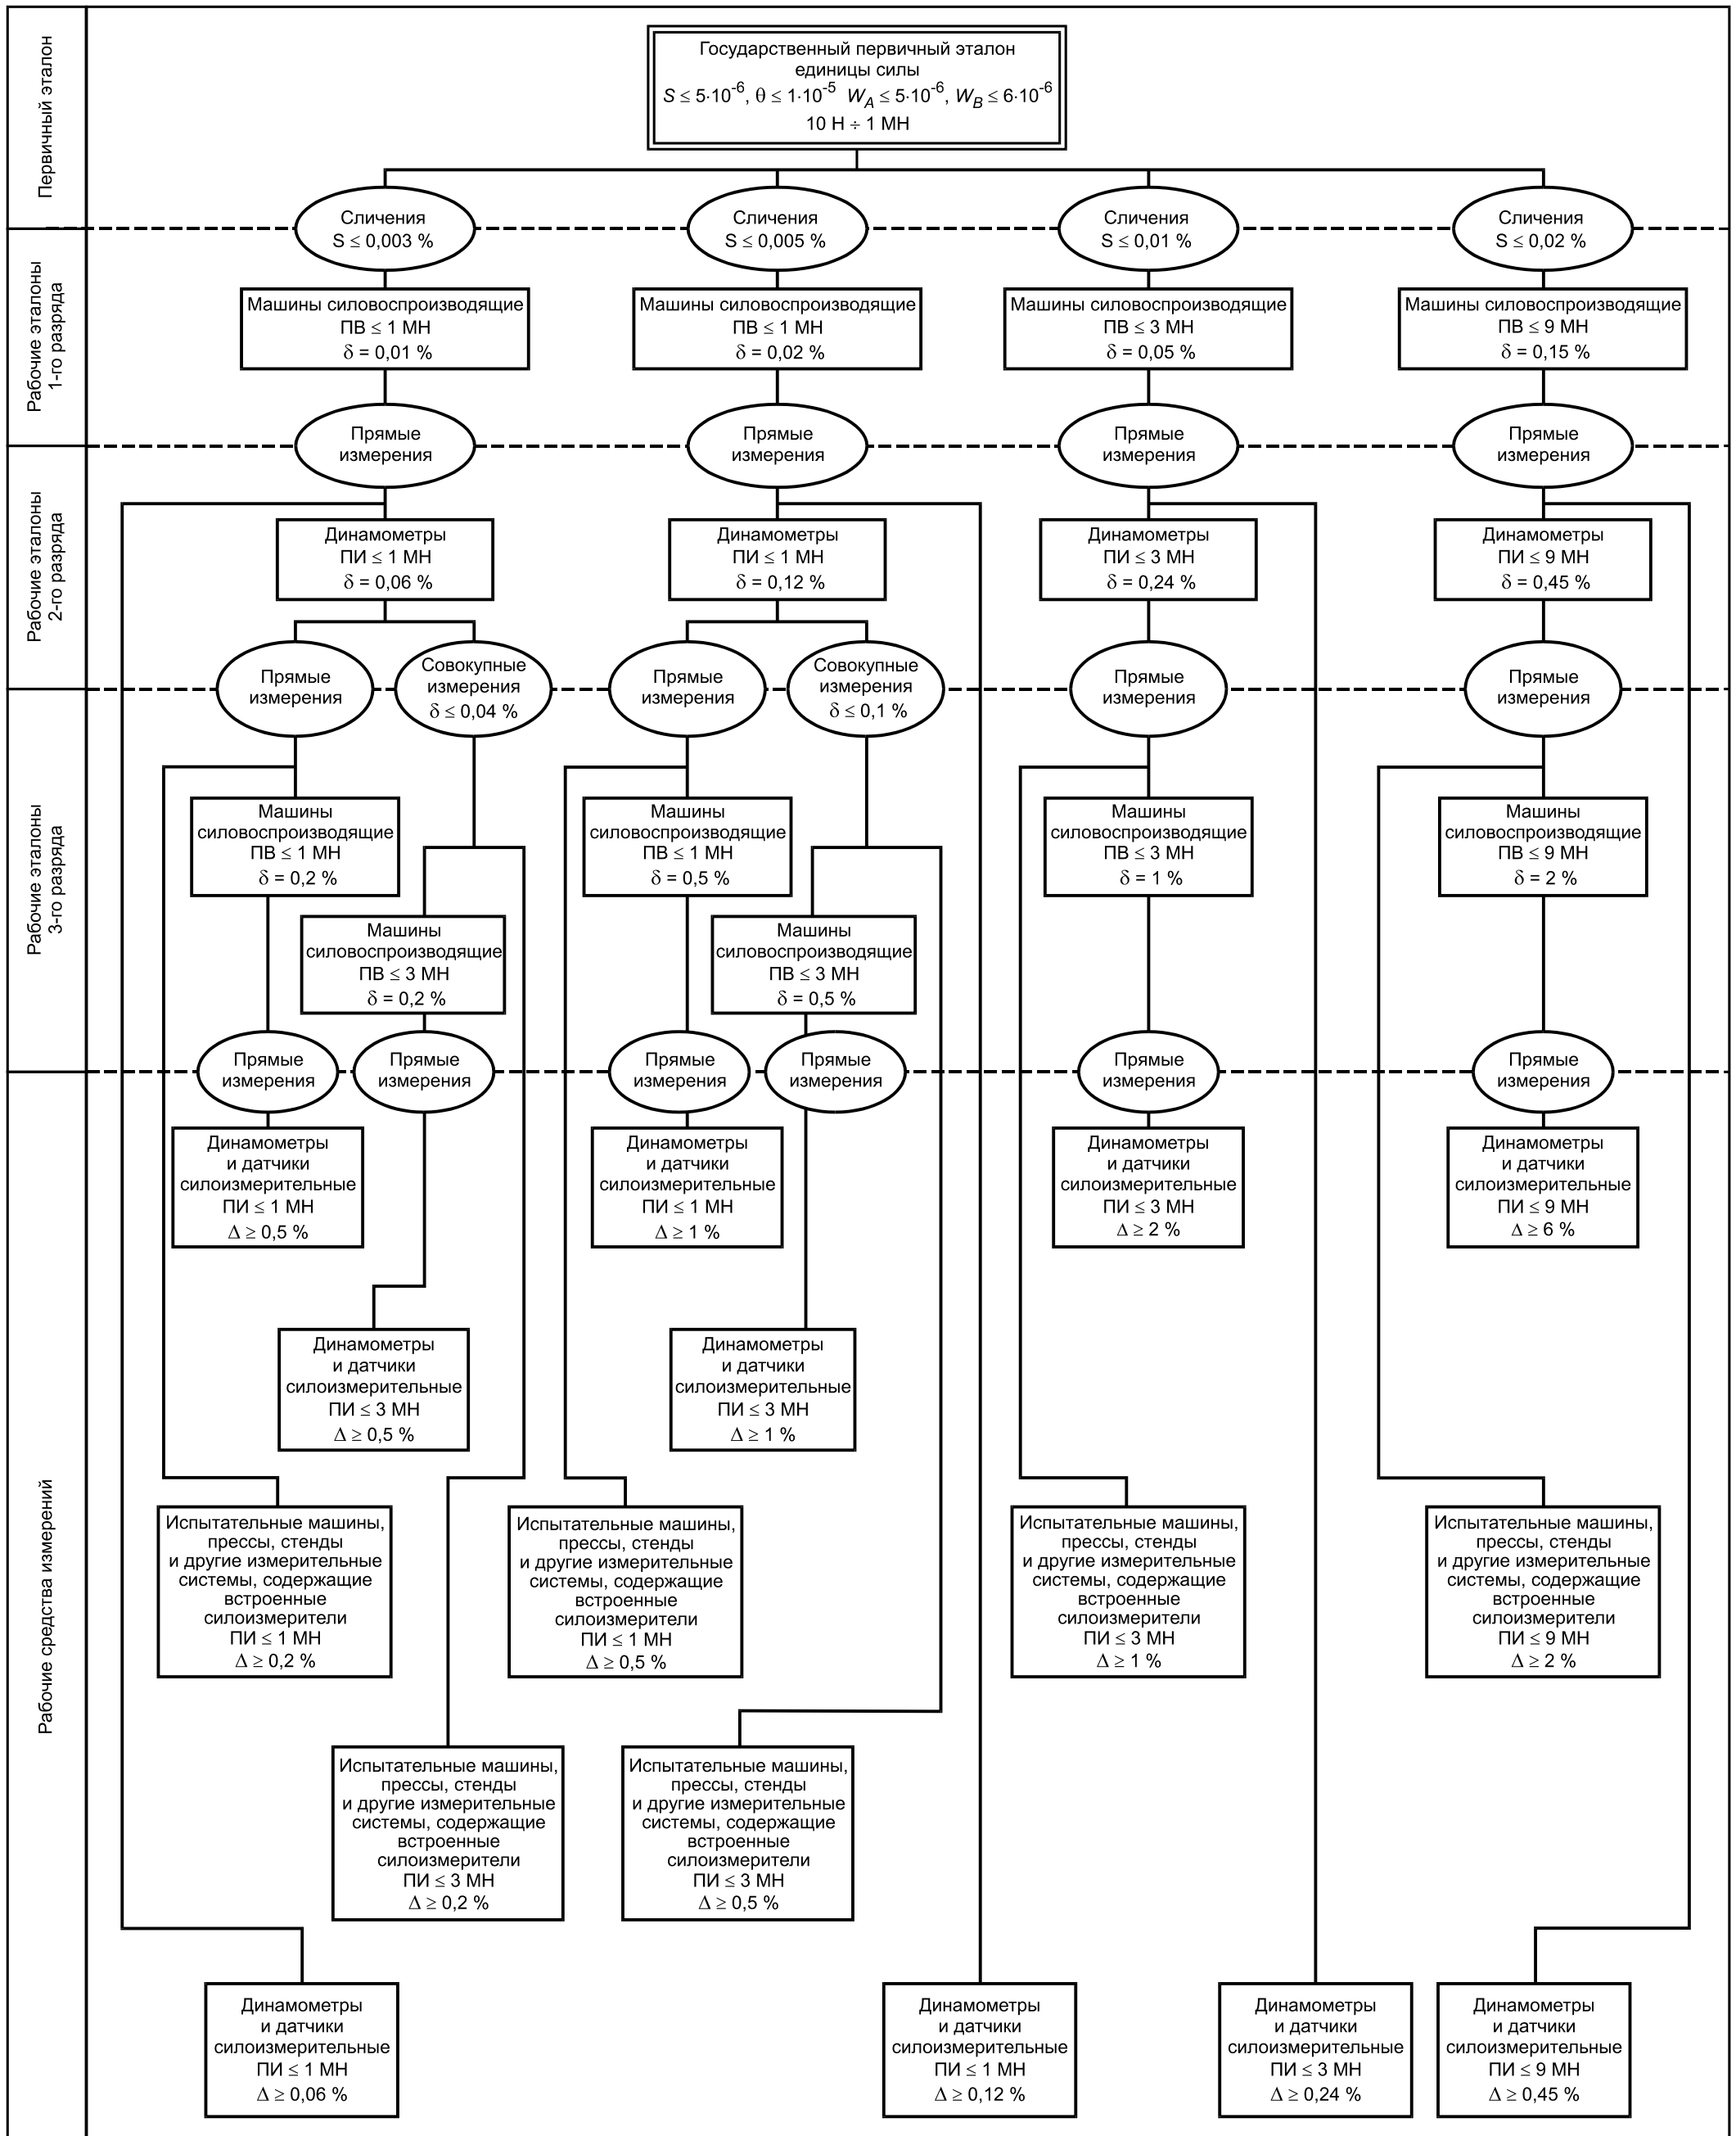 Первичный эталон
Государственный первичный эталон
единицы силы
S ≤ 5·10⁻⁶, θ ≤ 1·10⁻⁵ W_A ≤ 5·10⁻⁶, W_B ≤ 6·10⁻⁶
10 Н ÷ 1 МН
Сличения
S ≤ 0,003 %
Сличения
S ≤ 0,005 %
Сличения
S ≤ 0,01 %
Сличения
S ≤ 0,02 %
Рабочие эталоны
1-го разряда
Машины силовоспроизводящие
ПВ ≤ 1 МН
δ = 0,01 %
Машины силовоспроизводящие
ПВ ≤ 1 МН
δ = 0,02 %
Машины силовоспроизводящие
ПВ ≤ 3 МН
δ = 0,05 %
Машины силовоспроизводящие
ПВ ≤ 9 МН
δ = 0,15 %
Прямые
измерения
Прямые
измерения
Прямые
измерения
Прямые
измерения
Рабочие эталоны
2-го разряда
Динамометры
ПИ ≤ 1 МН
δ = 0,06 %
Динамометры
ПИ ≤ 1 МН
δ = 0,12 %
Динамометры
ПИ ≤ 3 МН
δ = 0,24 %
Динамометры
ПИ ≤ 9 МН
δ = 0,45 %
Прямые
измерения
Совокупные
измерения
δ ≤ 0,04 %
Прямые
измерения
Совокупные
измерения
δ ≤ 0,1 %
Прямые
измерения
Прямые
измерения
Рабочие эталоны
3-го разряда
Машины
силовоспроизводящие
ПВ ≤ 1 МН
δ = 0,2 %
Машины
силовоспроизводящие
ПВ ≤ 1 МН
δ = 0,5 %
Машины
силовоспроизводящие
ПВ ≤ 3 МН
δ = 1 %
Машины
силовоспроизводящие
ПВ ≤ 9 МН
δ = 2 %
Машины
силовоспроизводящие
ПВ ≤ 3 МН
δ = 0,2 %
Машины
силовоспроизводящие
ПВ ≤ 3 МН
δ = 0,5 %
Прямые
измерения
Прямые
измерения
Прямые
измерения
Прямые
измерения
Прямые
измерения
Прямые
измерения
Рабочие средства измерений
Динамометры
и датчики
силоизмерительные
ПИ ≤ 1 МН
Δ ≥ 0,5 %
Динамометры
и датчики
силоизмерительные
ПИ ≤ 1 МН
Δ ≥ 1 %
Динамометры
и датчики
силоизмерительные
ПИ ≤ 3 МН
Δ ≥ 2 %
Динамометры
и датчики
силоизмерительные
ПИ ≤ 9 МН
Δ ≥ 6 %
Динамометры
и датчики
силоизмерительные
ПИ ≤ 3 МН
Δ ≥ 0,5 %
Динамометры
и датчики
силоизмерительные
ПИ ≤ 3 МН
Δ ≥ 1 %
Испытательные машины,
прессы, стенды
и другие измерительные
системы, содержащие
встроенные
силоизмерители
ПИ ≤ 1 МН
Δ ≥ 0,2 %
Испытательные машины,
прессы, стенды
и другие измерительные
системы, содержащие
встроенные
силоизмерители
ПИ ≤ 1 МН
Δ ≥ 0,5 %
Испытательные машины,
прессы, стенды
и другие измерительные
системы, содержащие
встроенные
силоизмерители
ПИ ≤ 3 МН
Δ ≥ 1 %
Испытательные машины,
прессы, стенды
и другие измерительные
системы, содержащие
встроенные
силоизмерители
ПИ ≤ 9 МН
Δ ≥ 2 %
Испытательные машины,
прессы, стенды
и другие измерительные
системы, содержащие
встроенные
силоизмерители
ПИ ≤ 3 МН
Δ ≥ 0,2 %
Испытательные машины,
прессы, стенды
и другие измерительные
системы, содержащие
встроенные
силоизмерители
ПИ ≤ 3 МН
Δ ≥ 0,5 %
Динамометры
и датчики
силоизмерительные
ПИ ≤ 1 МН
Δ ≥ 0,06 %
Динамометры
и датчики
силоизмерительные
ПИ ≤ 1 МН
Δ ≥ 0,12 %
Динамометры
и датчики
силоизмерительные
ПИ ≤ 3 МН
Δ ≥ 0,24 %
Динамометры
и датчики
силоизмерительные
ПИ ≤ 9 МН
Δ ≥ 0,45 %